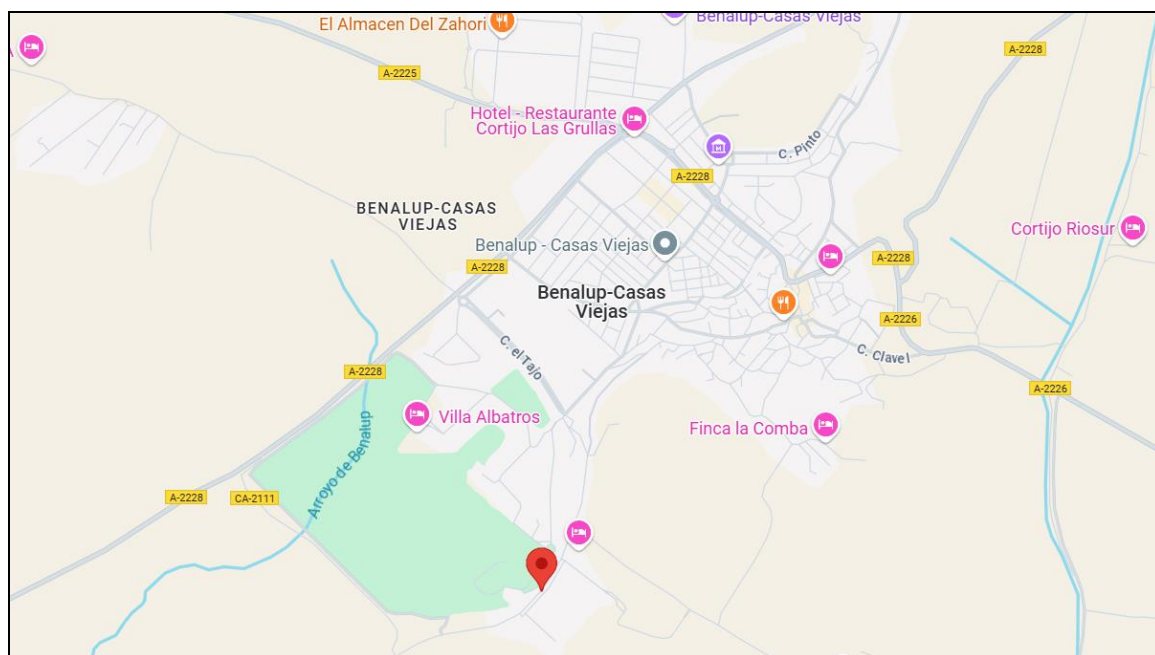 El Almacen Del Zahori
Benalup-Casas Viejas
A-2228
A-2225
Hotel - Restaurante
Cortijo Las Grullas
C. Pinto
A-2228
BENALUP-CASAS
VIEJAS
Cortijo Riosur
Benalup - Casas Viejas
A-2228
A-2228
Benalup-Casas
Viejas
A-2226
C. el Tajo
C. Clavel
A-2228
A-2226
Villa Albatros
Finca la Comba
Arroyo de Benalup
A-2228
CA-2111